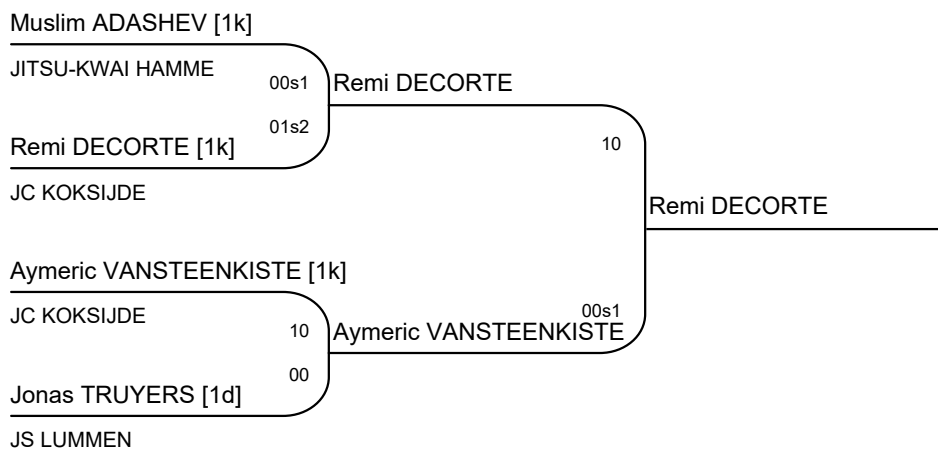 Muslim ADASHEV [1k]
JITSU-KWAI HAMME
00s1
Remi DECORTE
01s2
Remi DECORTE [1k]
10
JC KOKSIJDE
Remi DECORTE
Aymeric VANSTEENKISTE [1k]
JC KOKSIJDE
00s1
10
Aymeric VANSTEENKISTE
00
Jonas TRUYERS [1d]
JS LUMMEN